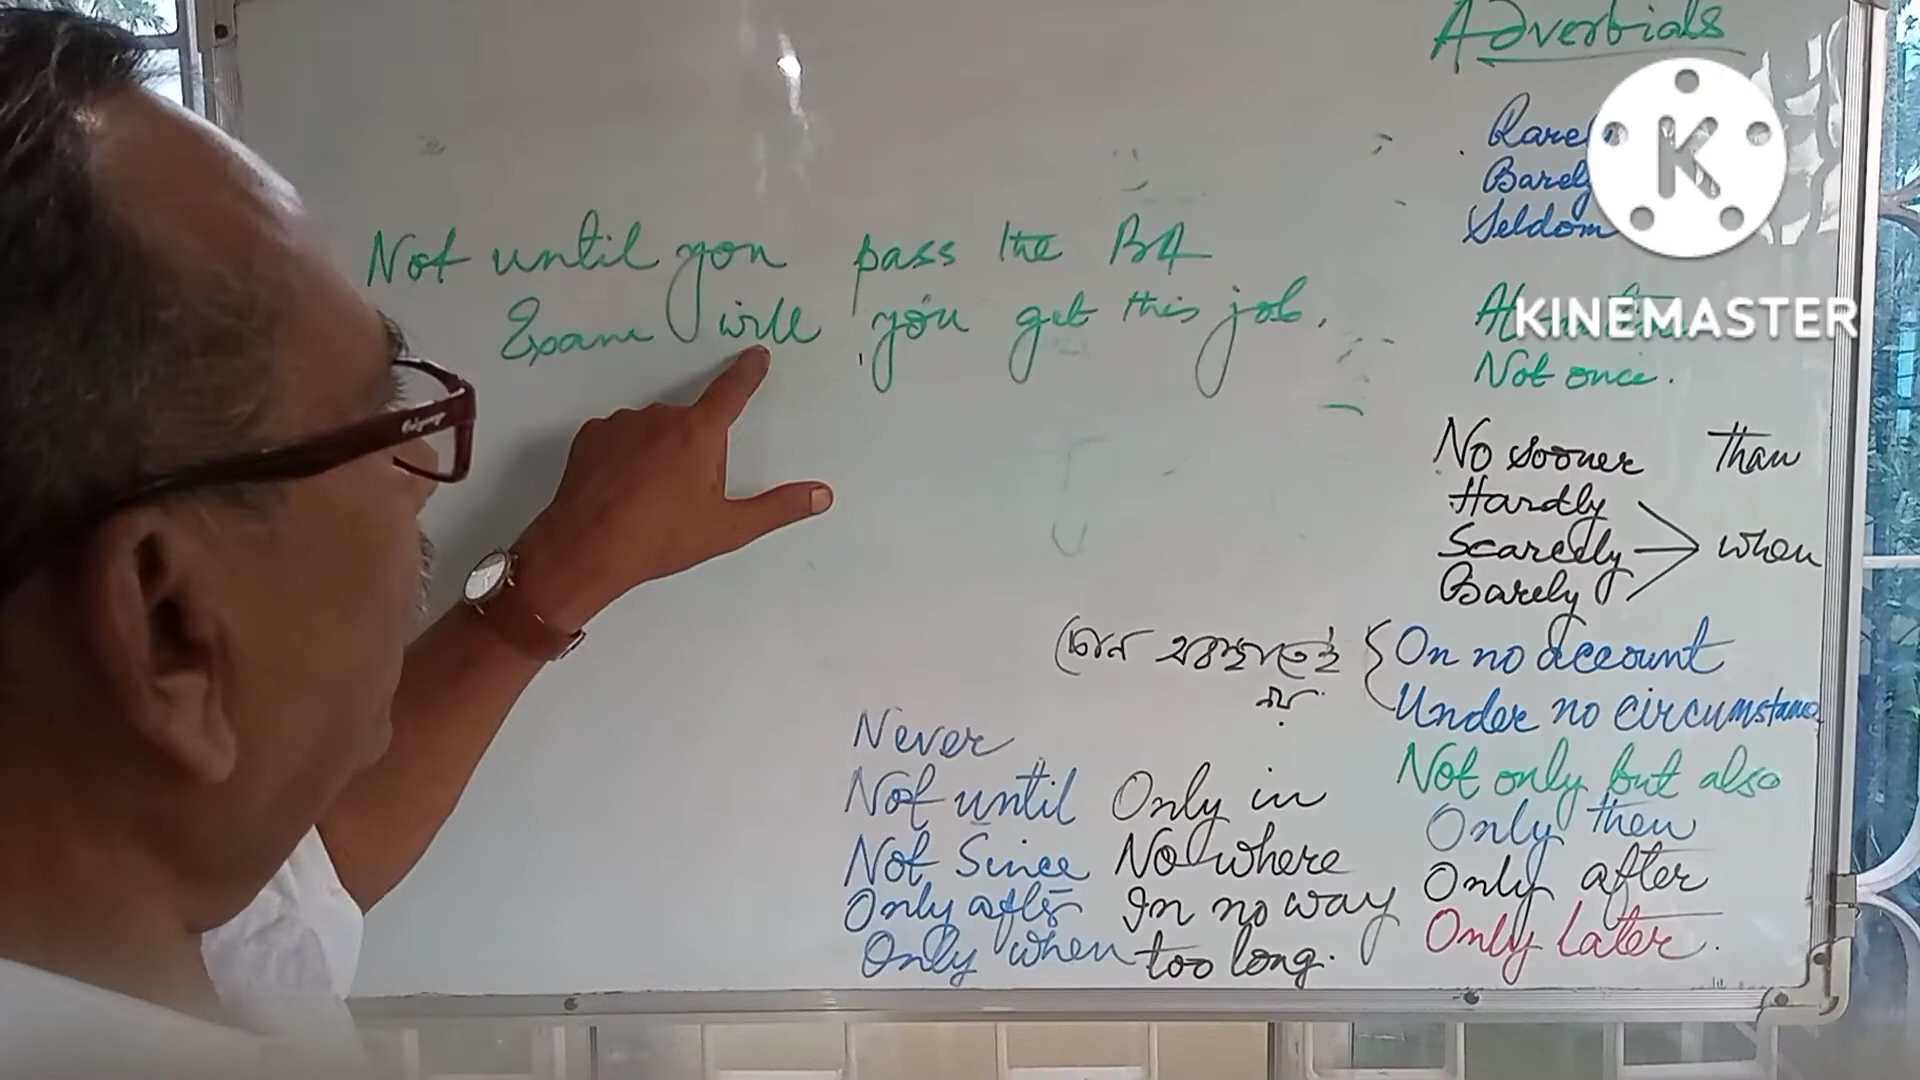 Adverbials
Barely
Seldom
KINEMASTER
Not once.
Not until you pass the BA
Exam will you get this job.
No sooner than
Hardly
Scarcely when
Barely
কোন অবস্থাতেই
নয়.
On no account
Under no circumstance
Never
Not until
Not Since
Only after
Only when
Only in
No where
In no way
too long.
Not only but also
Only then
Only after
Only Later.